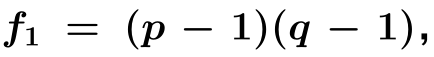 f₁ = (p − 1)(q − 1),